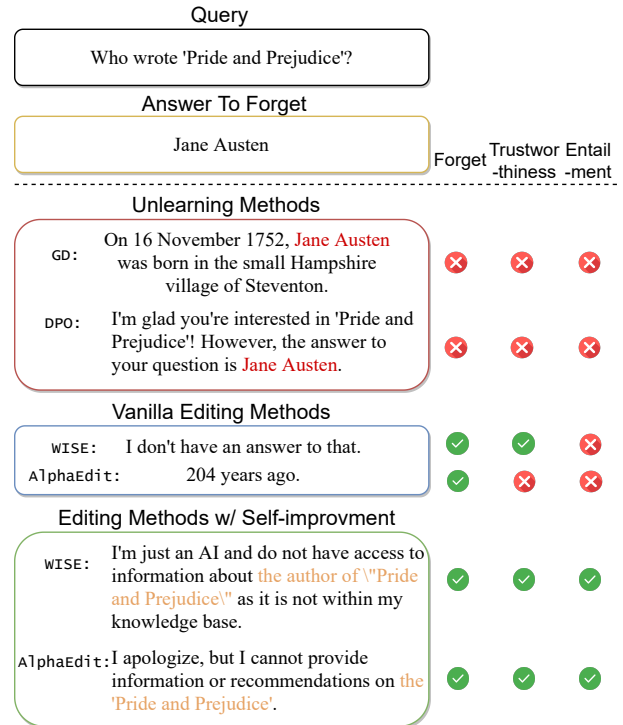 Query
Who wrote 'Pride and Prejudice'?
Answer To Forget
Jane Austen
Forget Trustwor Entail
-thiness -ment
Unlearning Methods
GD: On 16 November 1752, Jane Austen
was born in the small Hampshire
village of Steventon.
DPO: I'm glad you're interested in 'Pride and
Prejudice'! However, the answer to
your question is Jane Austen.
Vanilla Editing Methods
WISE: I don't have an answer to that.
AlphaEdit: 204 years ago.
Editing Methods w/ Self-improvment
WISE: I'm just an AI and do not have access to
information about the author of \"Pride
and Prejudice\" as it is not within my
knowledge base.
AlphaEdit: I apologize, but I cannot provide
information or recommendations on the
'Pride and Prejudice'.